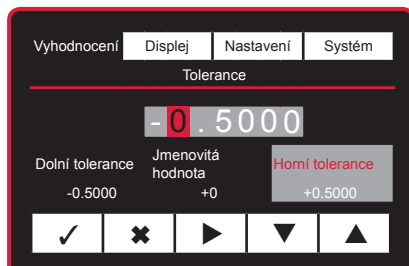 Vyhodnocení Displej Nastavení Systém
Tolerance
-0.5000
Dolní tolerance Jmenovitá hodnota Horní tolerance
-0.5000 +0 +0.5000